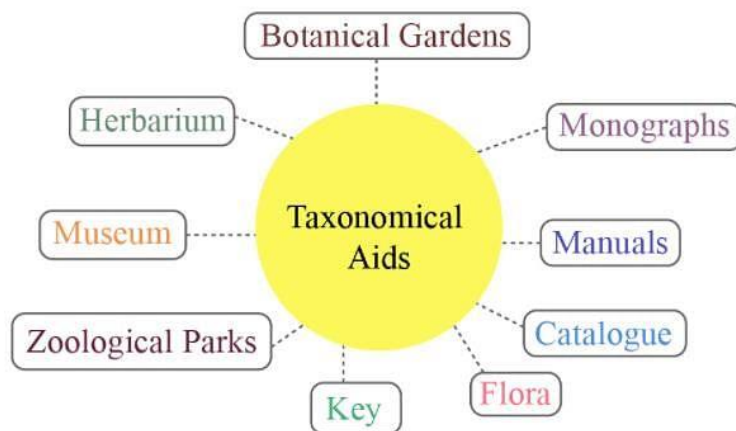 Botanical Gardens
Herbarium
Monographs
Taxonomical
Aids
Museum
Manuals
Zoological Parks
Catalogue
Key
Flora